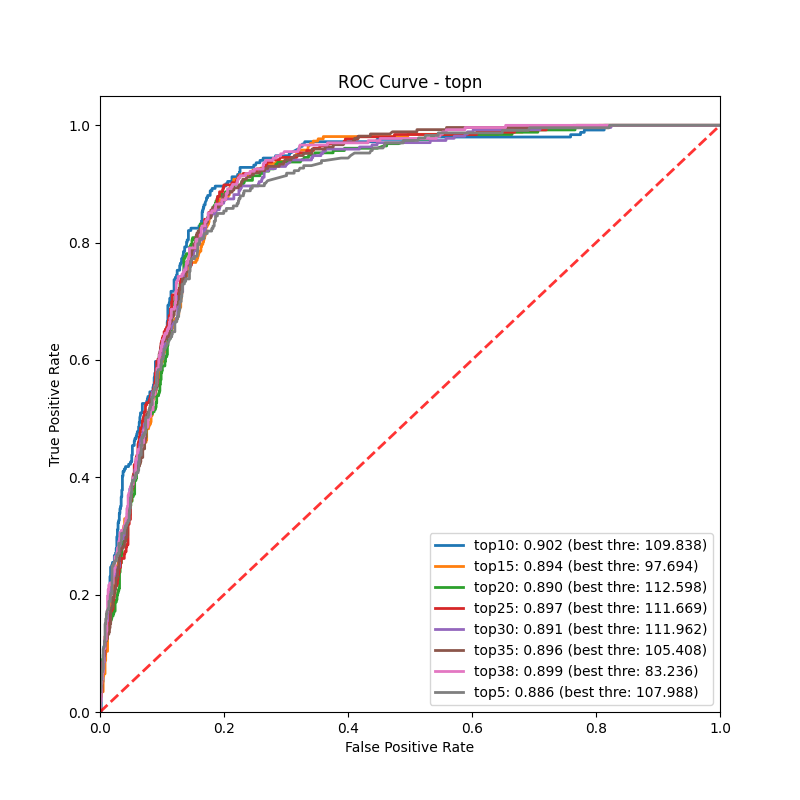 ROC Curve - topn
True Positive Rate
1.0
0.8
0.6
0.4
0.2
0.0
top10: 0.902 (best thre: 109.838)
top15: 0.894 (best thre: 97.694)
top20: 0.890 (best thre: 112.598)
top25: 0.897 (best thre: 111.669)
top30: 0.891 (best thre: 111.962)
top35: 0.896 (best thre: 105.408)
top38: 0.899 (best thre: 83.236)
top5: 0.886 (best thre: 107.988)
0.0 0.2 0.4 0.6 0.8 1.0
False Positive Rate